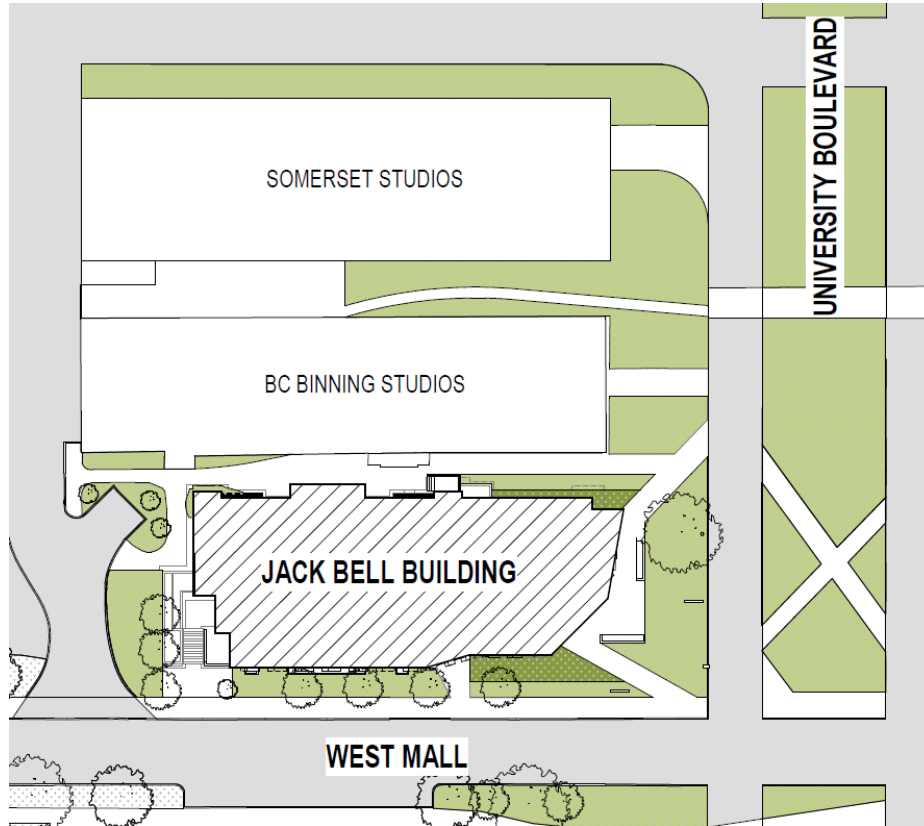 UNIVERSITY BOULEVARD
SOMERSET STUDIOS
BC BINNING STUDIOS
JACK BELL BUILDING
WEST MALL